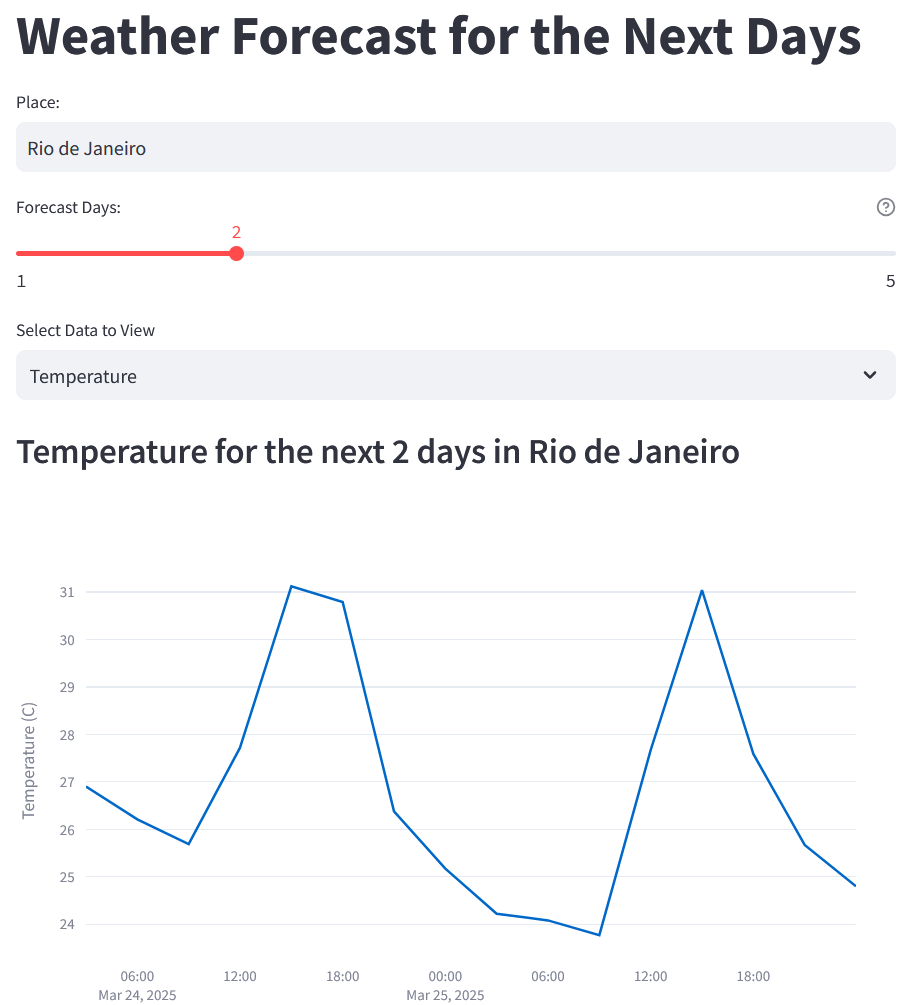 Weather Forecast for the Next Days
Place:
Rio de Janeiro
Forecast Days:
2
1
5
Select Data to View
Temperature
Temperature for the next 2 days in Rio de Janeiro
31
30
29
28
27
26
25
24
Temperature (C)
06:00
12:00
18:00
00:00
06:00
12:00
18:00
Mar 24, 2025
Mar 25, 2025